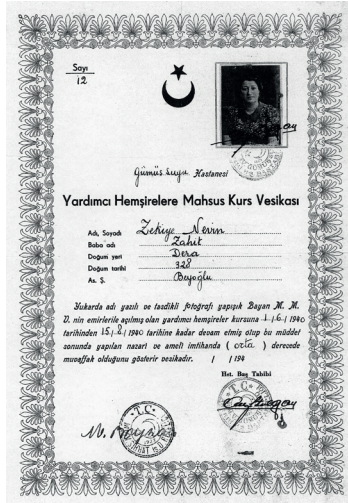 Sayı
12
Gümüş suyu Hastanesi
Yardımcı Hemşirelere Mahsus Kurs Vesikası
Adı, Soyadı Zekiye Nevin
Baba adı Zahit
Doğum yeri Dera
Doğum tarihi 328
As. Ş. Beyoğlu
Yukarda adı yazılı ve tasdikli fotoğrafı yapışık Bayan M. M.
V. nin emirlerile açılmış olan yardımcı hemşireler kursuna 1 /6 / 1940
tarihinden 15/ 8/ 1940 tarihine kadar devam etmiş olup bu müddet
sonunda yapılan nazarî ve amelî imtihanda ( orta ) derecede
muvaffak olduğunu gösterir vesikadır. / / 194
Hst. Baş Tabibi
T.C.
T.C.